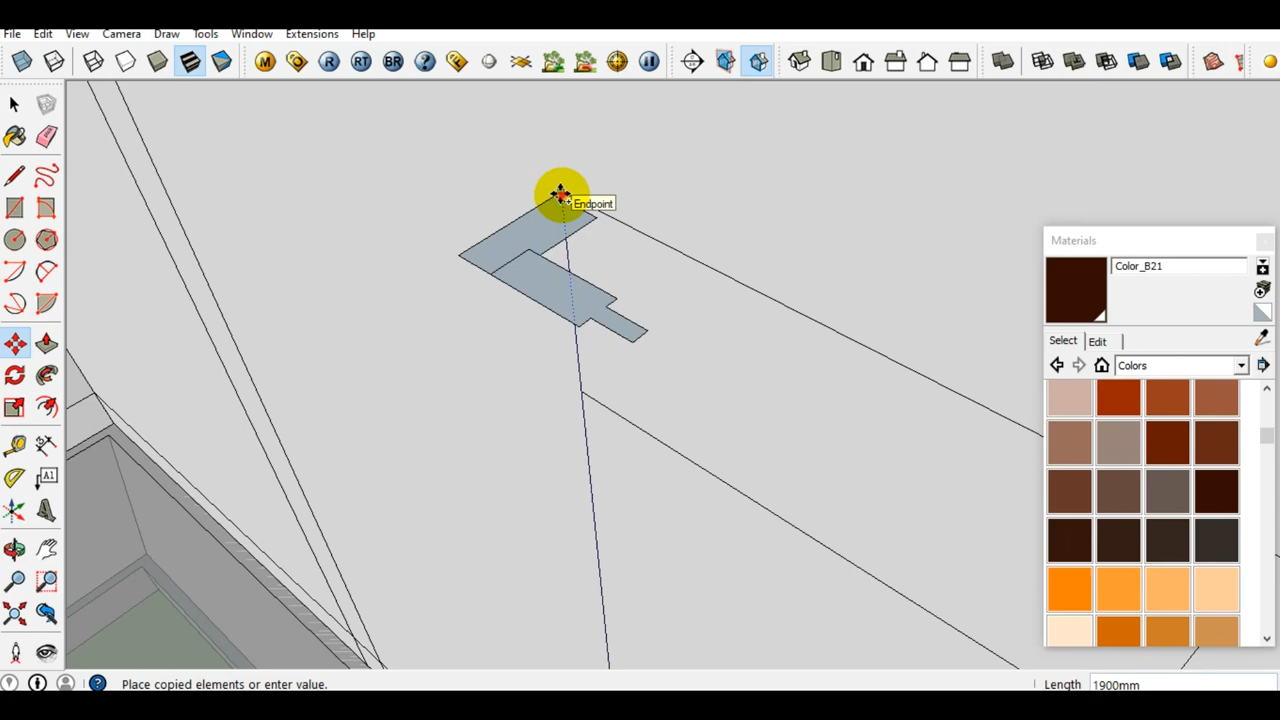 File Edit View Camera Draw Tools Window Extensions Help
M R RT BR ?
Endpoint
Materials
Color_B21
Select Edit
Colors
A1
Place copied elements or enter value.
Length 1900mm